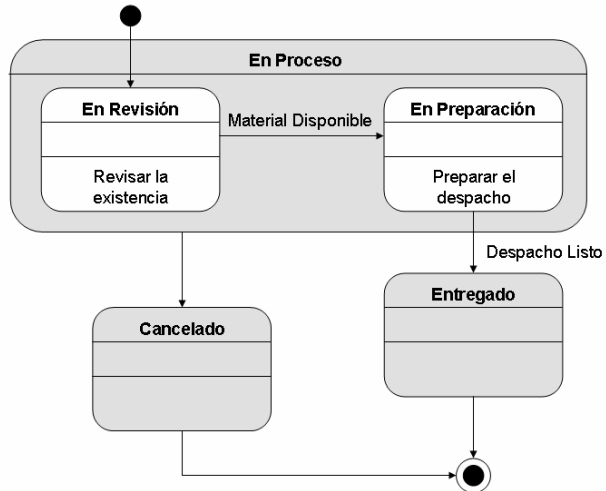 En Proceso
En Revisión
Material Disponible
En Preparación
Revisar la
existencia
Preparar el
despacho
Despacho Listo
Cancelado
Entregado